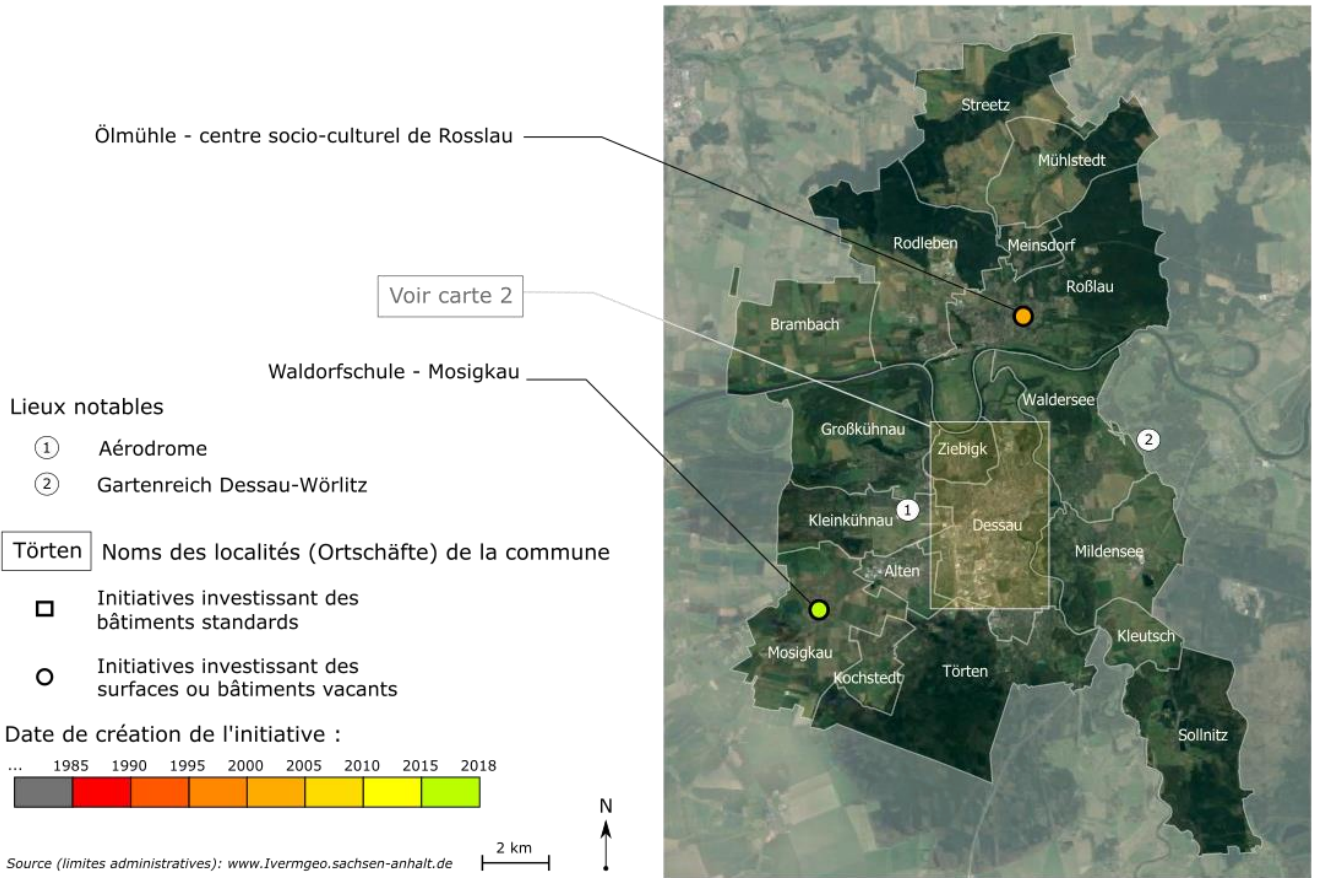 Ölmühle - centre socio-culturel de Rosslau
Voir carte 2
Waldorfschule - Mosigkau
Lieux notables
1 Aérodrome
2 Gartenreich Dessau-Wörlitz
Törten Noms des localités (Ortschäfte) de la commune
Initiatives investissant des
bâtiments standards
Initiatives investissant des
surfaces ou bâtiments vacants
Date de création de l'initiative :
... 1985 1990 1995 2000 2005 2010 2015 2018
Source (limites administratives): www.lvermgeo.sachsen-anhalt.de
2 km
N
Streetz
Mühlstedt
Rodleben
Meinsdorf
Roßlau
Brambach
Waldersee
Großkühnau
Ziebigk
2
Kleinkühnau
1
Dessau
Mildensee
Alten
Kleutsch
Mosigkau
Kochstedt
Törten
Sollnitz